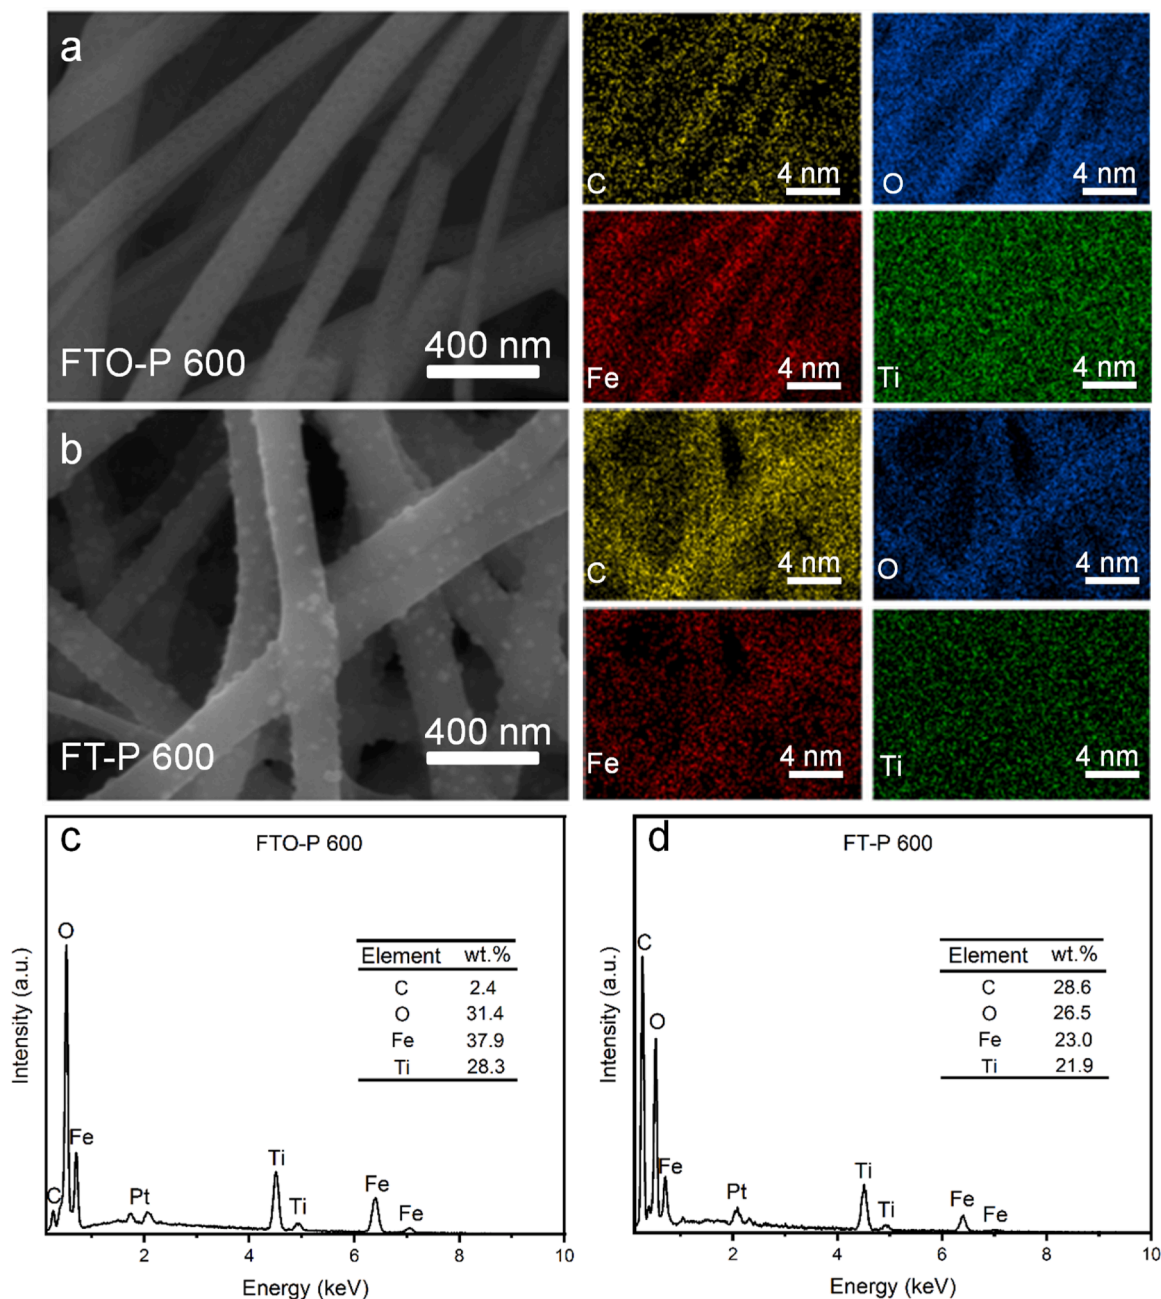 a
FTO-P 600
400 nm
C
4 nm
O
4 nm
Fe
4 nm
Ti
4 nm
b
FT-P 600
400 nm
C
4 nm
O
4 nm
Fe
4 nm
Ti
4 nm
c
FTO-P 600
Intensity (a.u.)
O
Fe
C
Pt
Ti
Ti
Fe
Fe
Element wt.%
C 2.4
O 31.4
Fe 37.9
Ti 28.3
2 4 6 8 10
Energy (keV)
d
FT-P 600
Intensity (a.u.)
C
O
Fe
Pt
Ti
Ti
Fe
Fe
Element wt.%
C 28.6
O 26.5
Fe 23.0
Ti 21.9
2 4 6 8 10
Energy (keV)